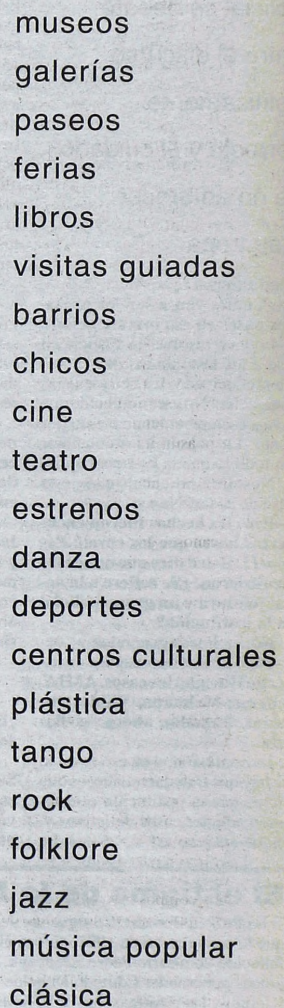 museos
galerías
paseos
ferias
libros
visitas guiadas
barrios
chicos
cine
teatro
estrenos
danza
deportes
centros culturales
plástica
tango
rock
folklore
jazz
música popular
clásica